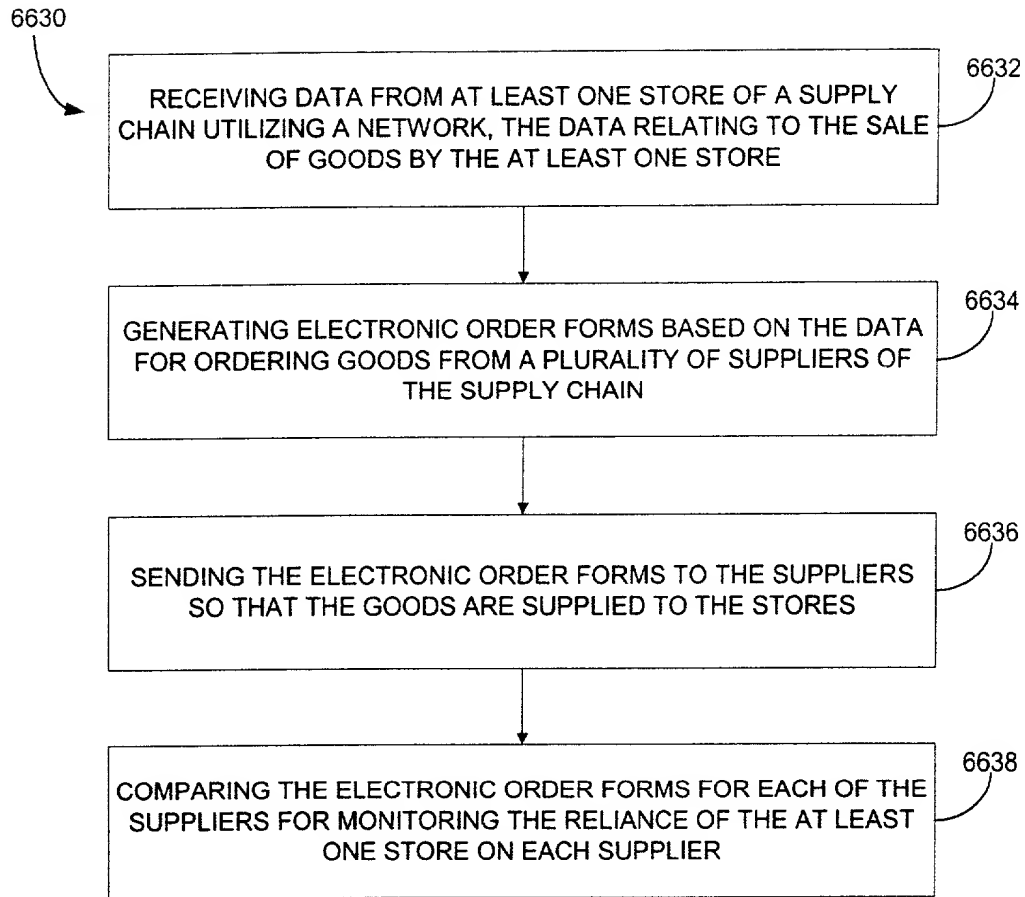 6630
6632
RECEIVING DATA FROM AT LEAST ONE STORE OF A SUPPLY
CHAIN UTILIZING A NETWORK, THE DATA RELATING TO THE SALE
OF GOODS BY THE AT LEAST ONE STORE
6634
GENERATING ELECTRONIC ORDER FORMS BASED ON THE DATA
FOR ORDERING GOODS FROM A PLURALITY OF SUPPLIERS OF
THE SUPPLY CHAIN
6636
SENDING THE ELECTRONIC ORDER FORMS TO THE SUPPLIERS
SO THAT THE GOODS ARE SUPPLIED TO THE STORES
6638
COMPARING THE ELECTRONIC ORDER FORMS FOR EACH OF THE
SUPPLIERS FOR MONITORING THE RELIANCE OF THE AT LEAST
ONE STORE ON EACH SUPPLIER